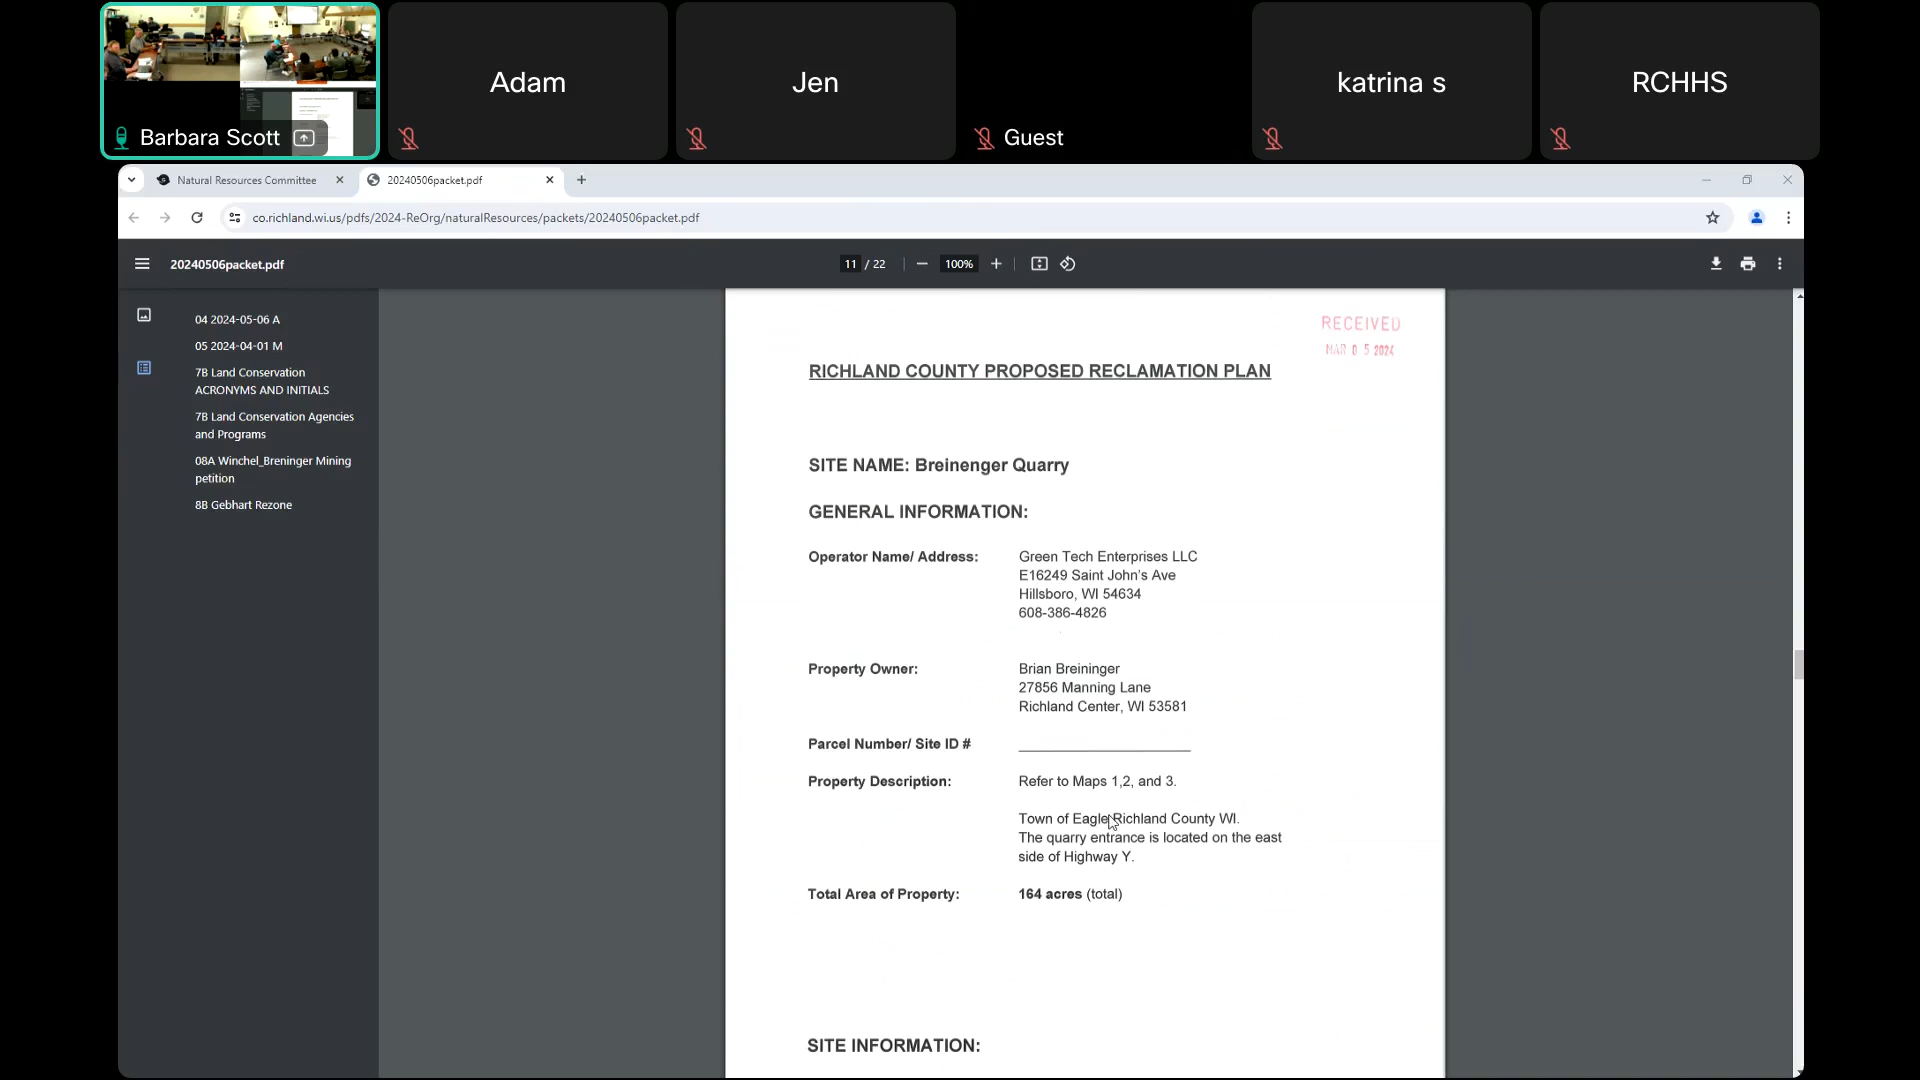 Barbara Scott
Adam
Jen
Guest
katrina s
RCHHS
Natural Resources Committee
20240506packet.pdf
co.richland.wi.us/pdfs/2024-ReOrg/naturalResources/packets/20240506packet.pdf
20240506packet.pdf
11 / 22
100%
04 2024-05-06 A
05 2024-04-01 M
7B Land Conservation
ACRONYMS AND INITIALS
7B Land Conservation Agencies
and Programs
08A Winchel_Breninger Mining
petition
8B Gebhart Rezone
RECEIVED
MAR 0 5 2024
RICHLAND COUNTY PROPOSED RECLAMATION PLAN
SITE NAME: Breinenger Quarry
GENERAL INFORMATION:
Operator Name/ Address: Green Tech Enterprises LLC
E16249 Saint John's Ave
Hillsboro, WI 54634
608-386-4826
Property Owner: Brian Breininger
27856 Manning Lane
Richland Center, WI 53581
Parcel Number/ Site ID #
Property Description: Refer to Maps 1,2, and 3.
Town of Eagle Richland County WI.
The quarry entrance is located on the east
side of Highway Y.
Total Area of Property: 164 acres (total)
SITE INFORMATION: